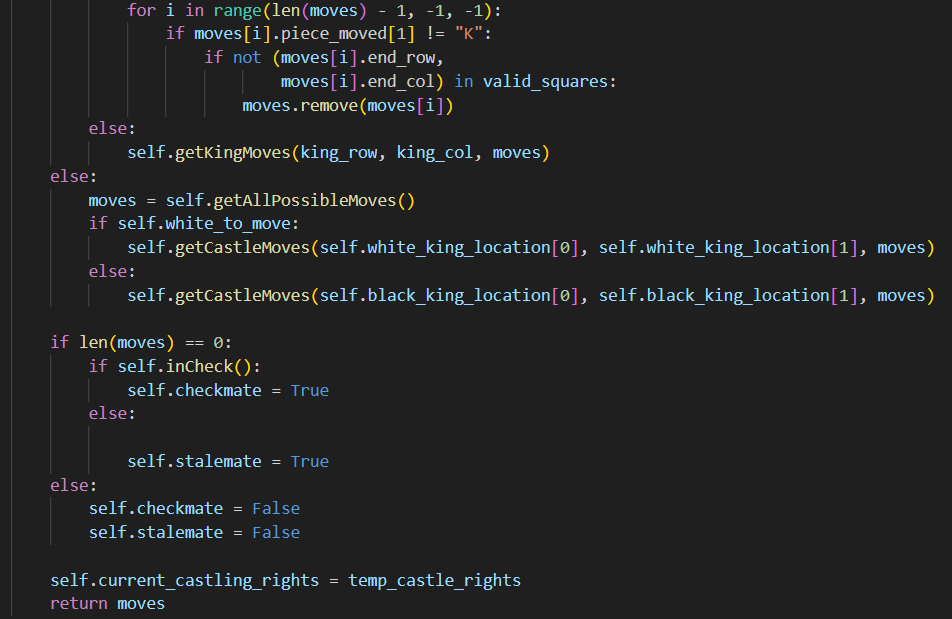 for i in range(len(moves) - 1, -1, -1):
if moves[i].piece_moved[1] != "K":
if not (moves[i].end_row,
moves[i].end_col) in valid_squares:
moves.remove(moves[i])
else:
self.getKingMoves(king_row, king_col, moves)
else:
moves = self.getAllPossibleMoves()
if self.white_to_move:
self.getCastleMoves(self.white_king_location[0], self.white_king_location[1], moves)
else:
self.getCastleMoves(self.black_king_location[0], self.black_king_location[1], moves)
if len(moves) == 0:
if self.inCheck():
self.checkmate = True
else:
self.stalemate = True
else:
self.checkmate = False
self.stalemate = False
self.current_castling_rights = temp_castle_rights
return moves